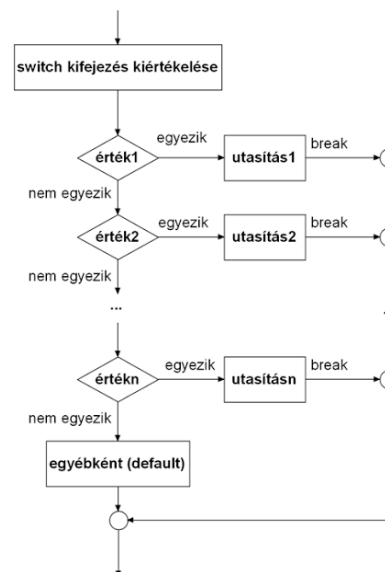 switch kifejezés kiértékelése
egyezik
break
érték1
utasítás1
nem egyezik
egyezik
break
érték2
utasítás2
nem egyezik
...
egyezik
break
értékn
utasításn
nem egyezik
egyébként (default)